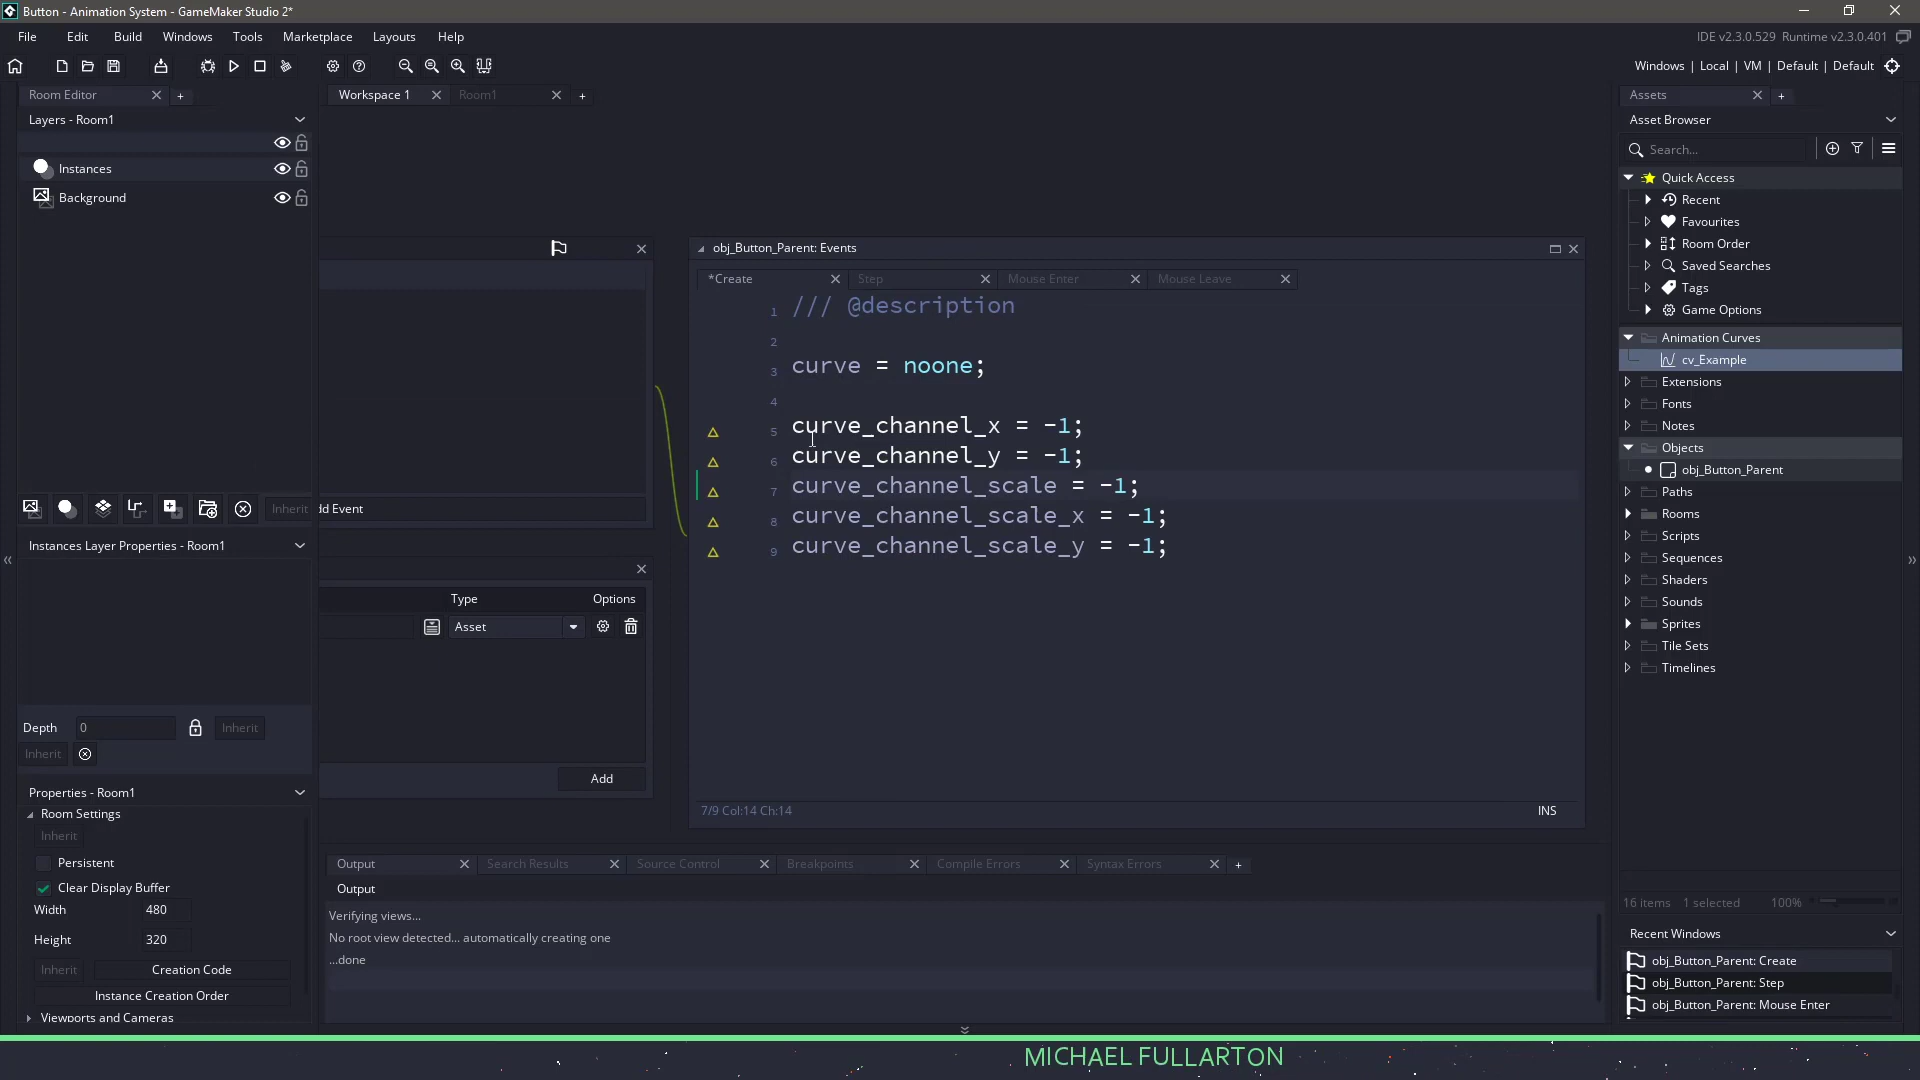 Button - Animation System - GameMaker Studio 2*
File Edit Build Windows Tools Marketplace Layouts Help
IDE v2.3.0.529 Runtime v2.3.0.401
Windows | Local | VM | Default | Default
Room Editor
Layers - Room1
Instances
Background
Inherit
Instances Layer Properties - Room1
Depth 0 Inherit
Inherit
Properties - Room1
Room Settings
Inherit
Persistent
Clear Display Buffer
Width 480
Height 320
Inherit Creation Code
Instance Creation Order
Viewports and Cameras
Workspace 1 Room1
dd Event
Type Options
Asset
Add
obj_Button_Parent: Events
*Create Step Mouse Enter Mouse Leave
1 /// @description
2
3 curve = noone;
4
5 curve_channel_x = -1;
6 curve_channel_y = -1;
7 curve_channel_scale = -1;
8 curve_channel_scale_x = -1;
9 curve_channel_scale_y = -1;
7/9 Col:14 Ch:14 INS
Output Search Results Source Control Breakpoints Compile Errors Syntax Errors
Output
Verifying views...
No root view detected... automatically creating one
...done
Assets
Asset Browser
Search...
Quick Access
Recent
Favourites
Room Order
Saved Searches
Tags
Game Options
Animation Curves
cv_Example
Extensions
Fonts
Notes
Objects
obj_Button_Parent
Paths
Rooms
Scripts
Sequences
Shaders
Sounds
Sprites
Tile Sets
Timelines
16 items 1 selected 100%
Recent Windows
obj_Button_Parent: Create
obj_Button_Parent: Step
obj_Button_Parent: Mouse Enter
MICHAEL FULLARTON